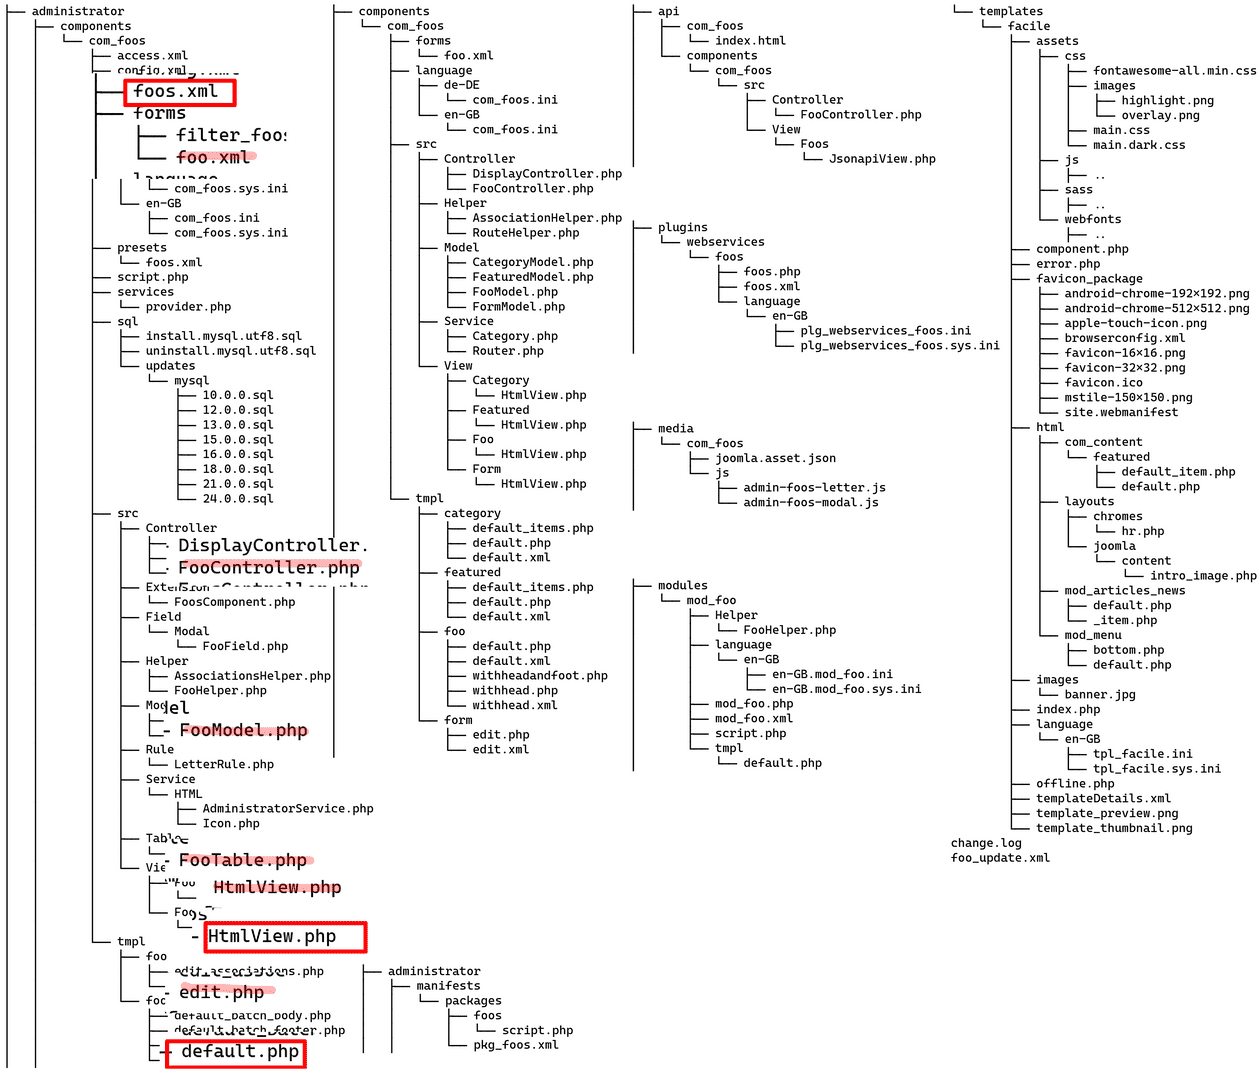 administrator
components
com_foos
access.xml
config.xml
foos.xml
forms
filter_foos
foo.xml
language
com_foos.sys.ini
en-GB
com_foos.ini
com_foos.sys.ini
presets
foos.xml
script.php
services
provider.php
sql
install.mysql.utf8.sql
uninstall.mysql.utf8.sql
updates
mysql
10.0.0.sql
12.0.0.sql
13.0.0.sql
15.0.0.sql
16.0.0.sql
18.0.0.sql
21.0.0.sql
24.0.0.sql
src
Controller
DisplayController.
FooController.php
FoosController.php
Extension
FoosComponent.php
Field
Modal
FooField.php
Helper
AssociationsHelper.php
FooHelper.php
Model
FooModel.php
Rule
LetterRule.php
Service
HTML
AdministratorService.php
Icon.php
Table
FooTable.php
View
Foo
HtmlView.php
Foos
HtmlView.php
tmpl
foo
edit_associations.php
edit.php
foo
default_batch_body.php
default_batch_footer.php
default.php
components
com_foos
forms
foo.xml
language
de-DE
com_foos.ini
en-GB
com_foos.ini
src
Controller
DisplayController.php
FooController.php
Helper
AssociationHelper.php
RouteHelper.php
Model
CategoryModel.php
FeaturedModel.php
FooModel.php
FormModel.php
Service
Category.php
Router.php
View
Category
HtmlView.php
Featured
HtmlView.php
Foo
HtmlView.php
Form
HtmlView.php
tmpl
category
default_items.php
default.php
default.xml
featured
default_items.php
default.php
default.xml
foo
default.php
default.xml
withheadandfoot.php
withhead.php
withhead.xml
form
edit.php
edit.xml
administrator
manifests
packages
foos
script.php
pkg_foos.xml
api
com_foos
index.html
components
com_foos
src
Controller
FooController.php
View
Foos
JsonapiView.php
plugins
webservices
foos
foos.php
foos.xml
language
en-GB
plg_webservices_foos.ini
plg_webservices_foos.sys.ini
media
com_foos
joomla.asset.json
js
admin-foos-letter.js
admin-foos-modal.js
modules
mod_foo
Helper
FooHelper.php
language
en-GB
en-GB.mod_foo.ini
en-GB.mod_foo.sys.ini
mod_foo.php
mod_foo.xml
script.php
tmpl
default.php
templates
facile
assets
css
fontawesome-all.min.css
images
highlight.png
overlay.png
main.css
main.dark.css
js
..
sass
..
webfonts
..
component.php
error.php
favicon_package
android-chrome-192×192.png
android-chrome-512×512.png
apple-touch-icon.png
browserconfig.xml
favicon-16×16.png
favicon-32×32.png
favicon.ico
mstile-150×150.png
site.webmanifest
html
com_content
featured
default_item.php
default.php
layouts
chromes
hr.php
joomla
content
intro_image.php
mod_articles_news
default.php
_item.php
mod_menu
bottom.php
default.php
images
banner.jpg
index.php
language
en-GB
tpl_facile.ini
tpl_facile.sys.ini
offline.php
templateDetails.xml
template_preview.png
template_thumbnail.png
change.log
foo_update.xml